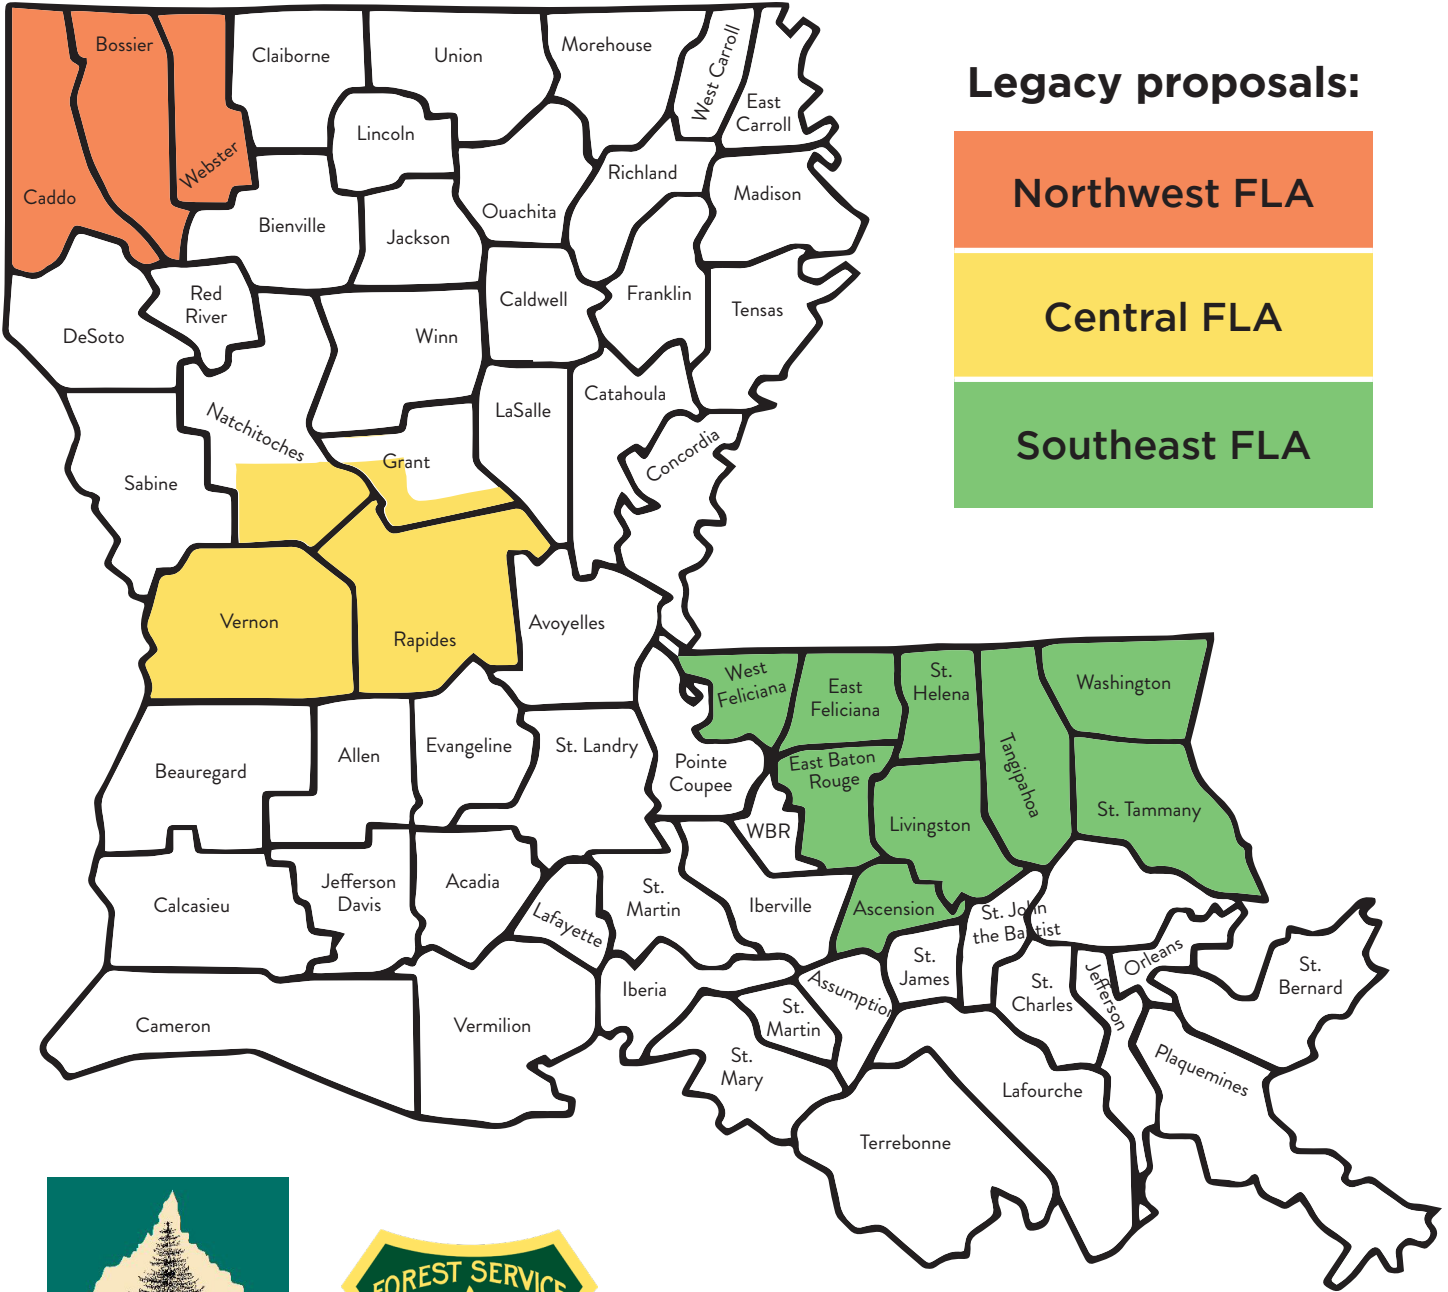 Legacy proposals:
Northwest FLA
Central FLA
Southeast FLA
Bossier
Claiborne
Union
Morehouse
West Carroll
East
Carroll
Lincoln
Webster
Caddo
Richland
Madison
Ouachita
Bienville
Jackson
Red
River
Caldwell
Franklin
Tensas
DeSoto
Winn
Natchitoches
LaSalle
Catahoula
Concordia
Grant
Sabine
Vernon
Rapides
Avoyelles
West
Feliciana
East
Feliciana
St.
Helena
Tangipahoa
Washington
Beauregard
Allen
Evangeline
St. Landry
Pointe
Coupee
East Baton
Rouge
WBR
Livingston
St. Tammany
Calcasieu
Jefferson
Davis
Acadia
Lafayette
St.
Martin
Iberville
Ascension
St. John
the Baptist
St.
James
Assumption
St.
Charles
Jefferson
Orleans
St.
Bernard
Cameron
Vermilion
Iberia
St.
Martin
St.
Mary
Plaquemines
Lafourche
Terrebonne
FOREST SERVICE